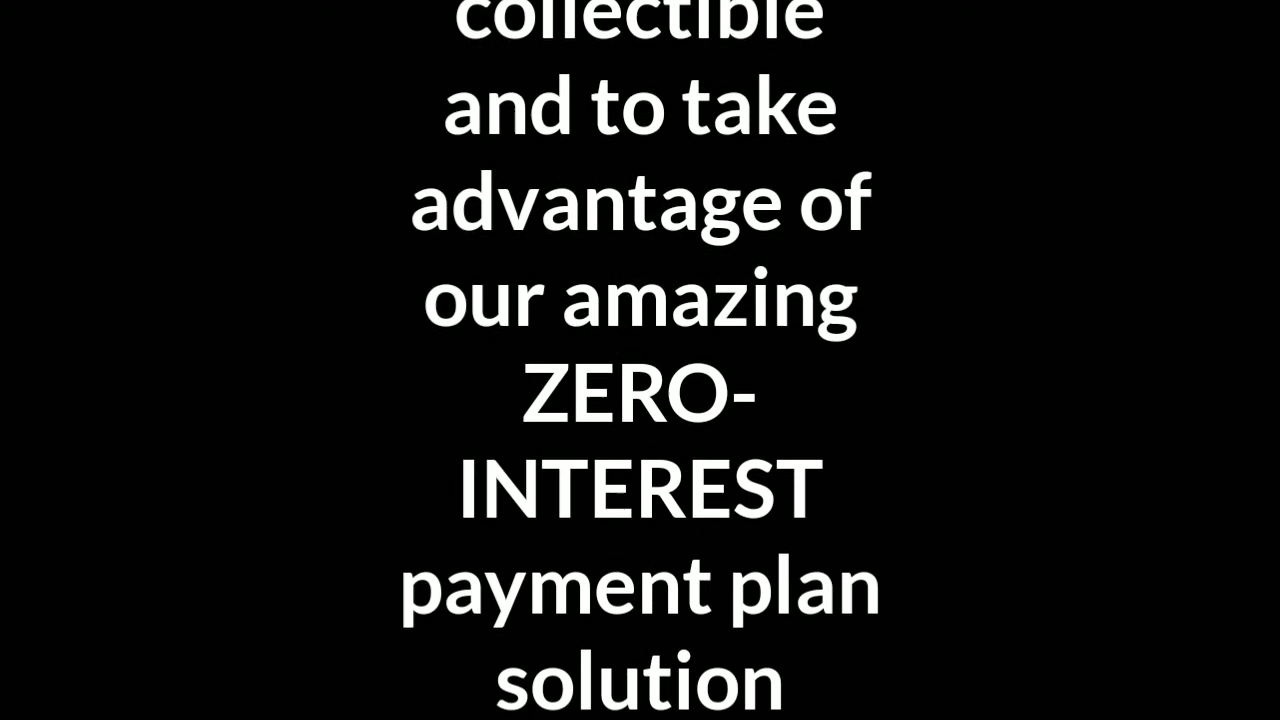 collectible
and to take
advantage of
our amazing
ZERO-
INTEREST
payment plan
solution